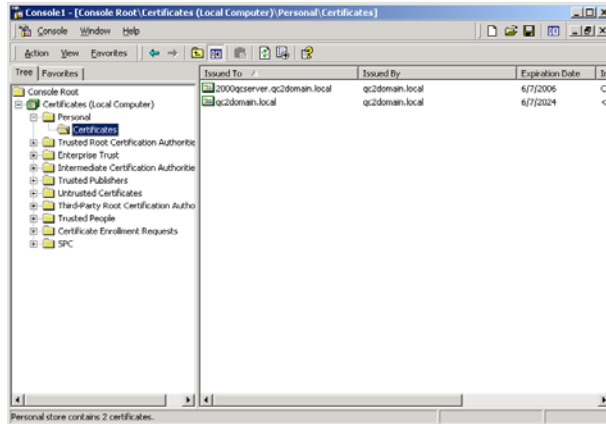 Console1 - [Console Root\Certificates (Local Computer)\Personal\Certificates]
Console Window Help
Action View Favorites
Tree Favorites
Console Root
Certificates (Local Computer)
Personal
Certificates
Trusted Root Certification Authoritie
Enterprise Trust
Intermediate Certification Authoritie
Trusted Publishers
Untrusted Certificates
Third-Party Root Certification Autho
Trusted People
Certificate Enrollment Requests
SPC
Issued To Issued By Expiration Date
2000qcserver.qc2domain.local qc2domain.local 6/7/2006
qc2domain.local qc2domain.local 6/7/2024
Personal store contains 2 certificates.